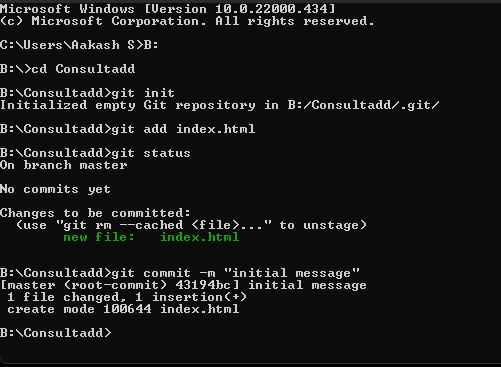 Microsoft Windows [Version 10.0.22000.434]
(c) Microsoft Corporation. All rights reserved.
C:\Users\Aakash S>B:
B:\>cd Consultadd
B:\Consultadd>git init
Initialized empty Git repository in B:/Consultadd/.git/
B:\Consultadd>git add index.html
B:\Consultadd>git status
On branch master
No commits yet
Changes to be committed:
  (use "git rm --cached <file>..." to unstage)
        new file:   index.html
B:\Consultadd>git commit -m "initial message"
[master (root-commit) 43194bc] initial message
 1 file changed, 1 insertion(+)
 create mode 100644 index.html
B:\Consultadd>